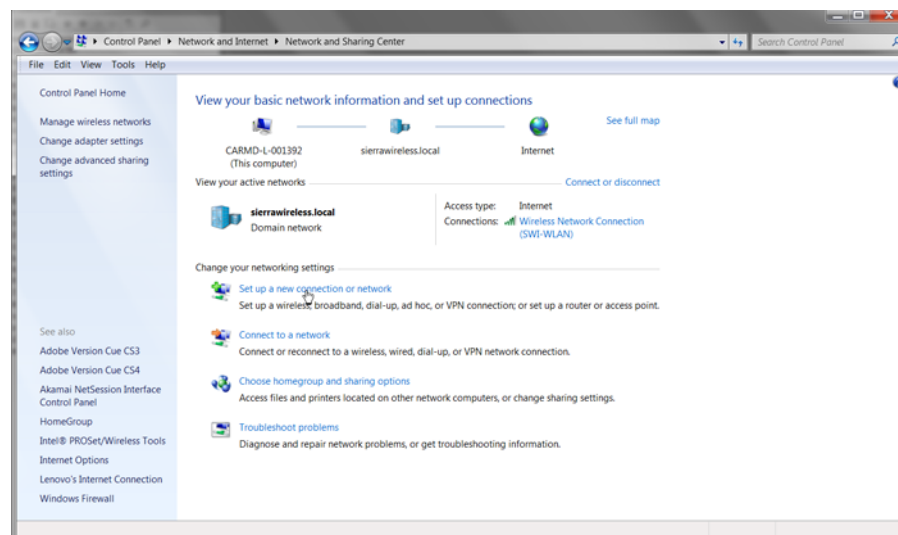 Control Panel ▸ Network and Internet ▸ Network and Sharing Center
Search Control Panel
File Edit View Tools Help
Control Panel Home
Manage wireless networks
Change adapter settings
Change advanced sharing
settings
See also
Adobe Version Cue CS3
Adobe Version Cue CS4
Akamai NetSession Interface
Control Panel
HomeGroup
Intel® PROSet/Wireless Tools
Internet Options
Lenovo's Internet Connection
Windows Firewall
View your basic network information and set up connections
See full map
CARMD-L-001392
(This computer)
sierrawireless.local
Internet
View your active networks
Connect or disconnect
sierrawireless.local
Domain network
Access type: Internet
Connections: Wireless Network Connection
(SWI-WLAN)
Change your networking settings
Set up a new connection or network
Set up a wireless, broadband, dial-up, ad hoc, or VPN connection; or set up a router or access point.
Connect to a network
Connect or reconnect to a wireless, wired, dial-up, or VPN network connection.
Choose homegroup and sharing options
Access files and printers located on other network computers, or change sharing settings.
Troubleshoot problems
Diagnose and repair network problems, or get troubleshooting information.